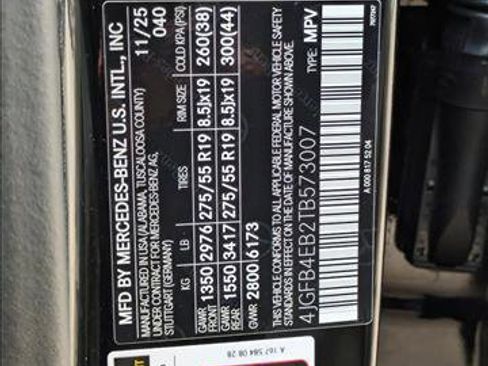 MFD BY MERCEDES-BENZ U.S. INTL., INC
MANUFACTURED IN USA (ALABAMA, TUSCALOOSA COUNTY) 11/25
UNDER CONTRACT FOR MERCEDES-BENZ AG, 040
STUTTGART (GERMANY)
KG LB TIRES RIM SIZE COLD KPA (PSI)
GAWR FRONT 1350 2976 275/55 R19 8.5Jx19 260(38)
GAWR REAR 1550 3417 275/55 R19 8.5Jx19 300(44)
GVWR 2800 6173
THIS VEHICLE CONFORMS TO ALL APPLICABLE FEDERAL MOTOR VEHICLE SAFETY
STANDARDS IN EFFECT ON THE DATE OF MANUFACTURE SHOWN ABOVE.
4JGFB4EB2TB573007 TYPE: MPV
A 000 817 52 04
A 167 584 08 28